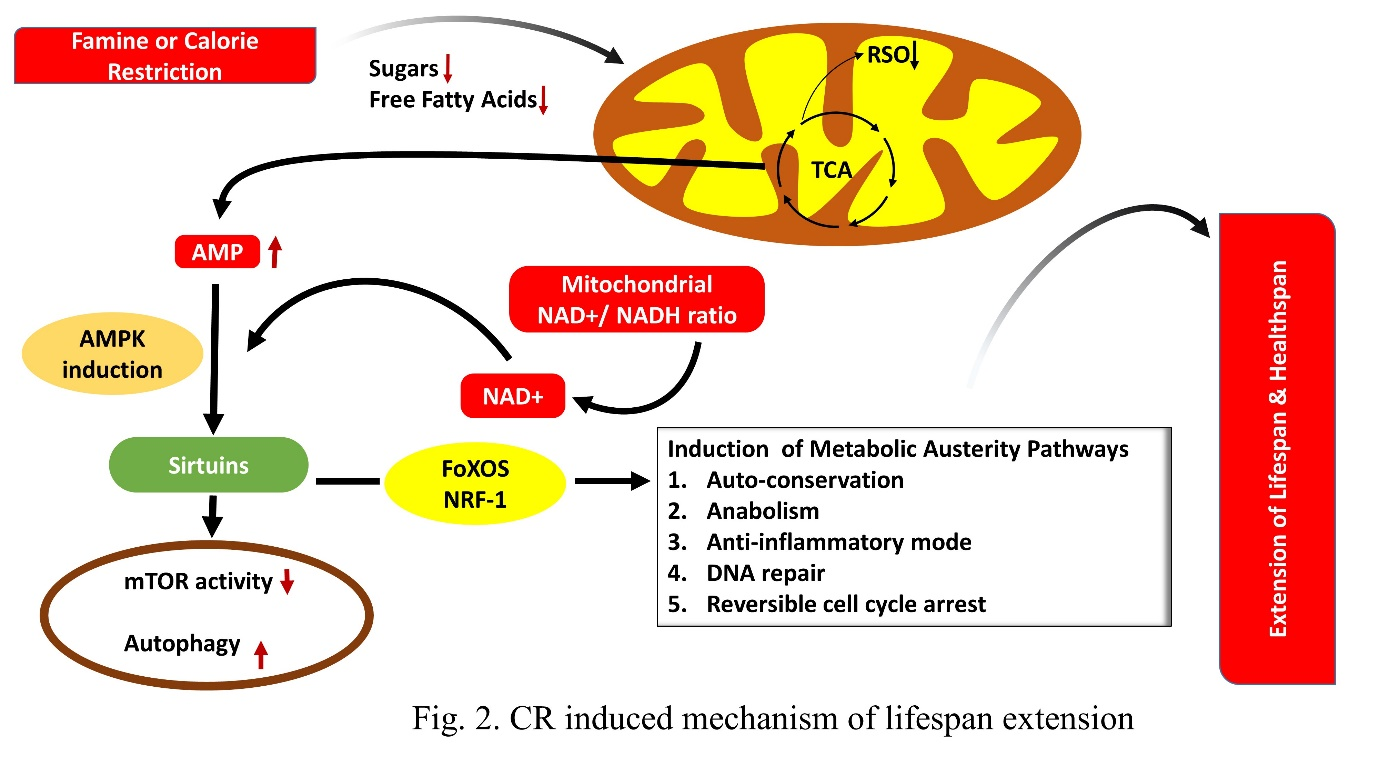 Famine or Calorie
Restriction
Sugars
Free Fatty Acids
RSO
TCA
AMP
AMPK
induction
Mitochondrial
NAD+/ NADH ratio
NAD+
Sirtuins
FoXOS
NRF-1
mTOR activity
Autophagy
Induction of Metabolic Austerity Pathways
1. Auto-conservation
2. Anabolism
3. Anti-inflammatory mode
4. DNA repair
5. Reversible cell cycle arrest
Extension of Lifespan & Healthspan
Fig. 2. CR induced mechanism of lifespan extension